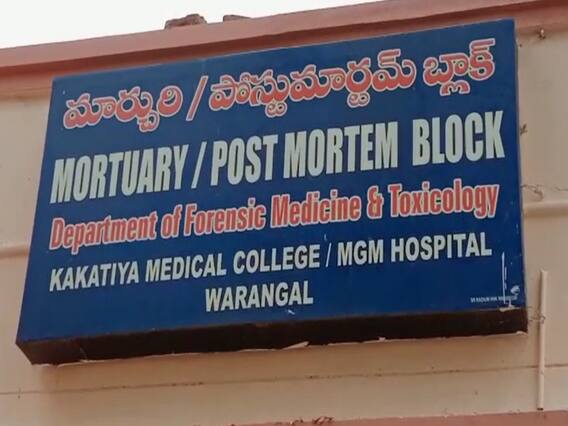 మార్చురి / పోస్టుమార్టమ్ బ్లాక్
MORTUARY / POST MORTEM BLOCK
Department of Forensic Medicine & Toxicology
KAKATIYA MEDICAL COLLEGE / MGM HOSPITAL
WARANGAL